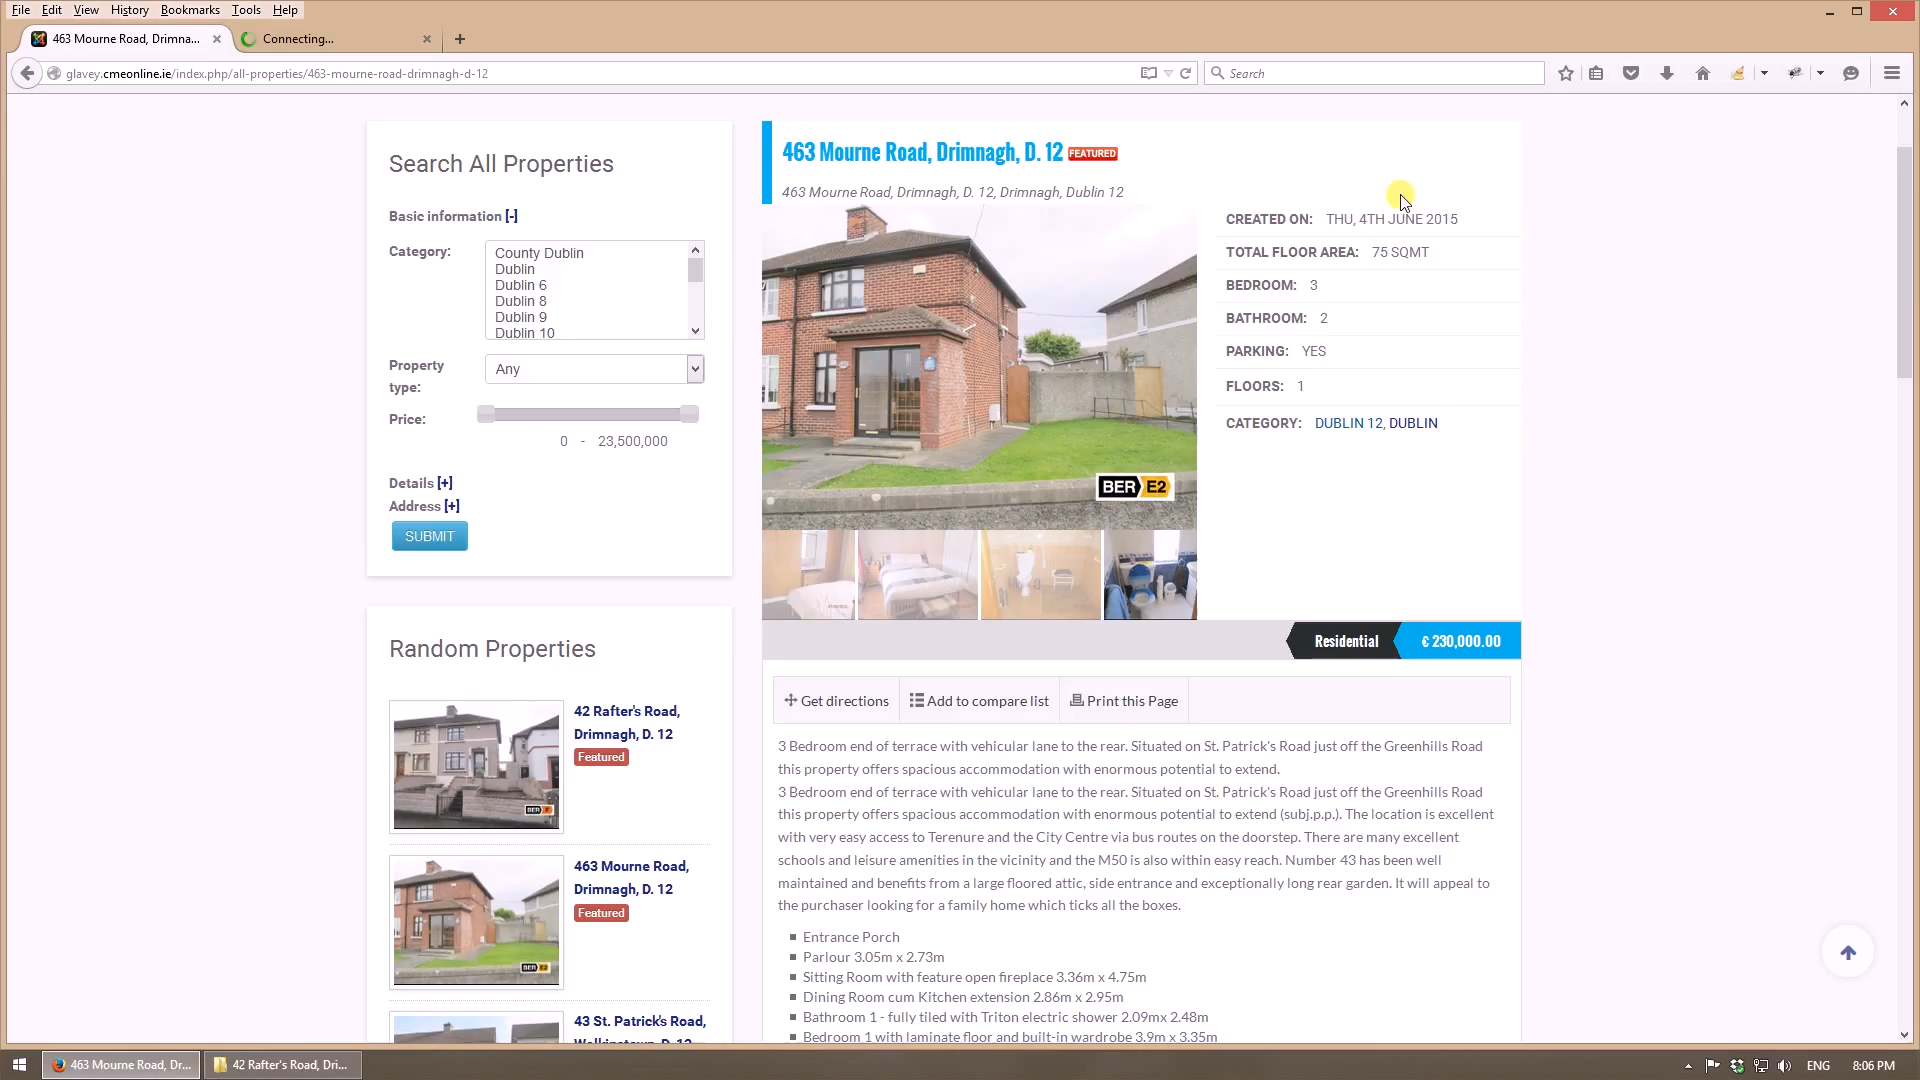 File Edit View History Bookmarks Tools Help
463 Mourne Road, Drimna...
Connecting...
glavey.cmeonline.ie/index.php/all-properties/463-mourne-road-drimnagh-d-12
Search
Search All Properties
Basic information [-]
Category:
County Dublin
Dublin
Dublin 6
Dublin 8
Dublin 9
Dublin 10
Property type:
Any
Price:
0 - 23,500,000
Details [+]
Address [+]
SUBMIT
Random Properties
42 Rafter's Road,
Drimnagh, D. 12
Featured
463 Mourne Road,
Drimnagh, D. 12
Featured
BER E2
43 St. Patrick's Road,
Walkinstown, D. 12
463 Mourne Road, Drimnagh, D. 12 FEATURED
463 Mourne Road, Drimnagh, D. 12, Drimnagh, Dublin 12
BER E2
CREATED ON: THU, 4TH JUNE 2015
TOTAL FLOOR AREA: 75 SQMT
BEDROOM: 3
BATHROOM: 2
PARKING: YES
FLOORS: 1
CATEGORY: DUBLIN 12, DUBLIN
Residential € 230,000.00
Get directions Add to compare list Print this Page
3 Bedroom end of terrace with vehicular lane to the rear. Situated on St. Patrick's Road just off the Greenhills Road
this property offers spacious accommodation with enormous potential to extend.
3 Bedroom end of terrace with vehicular lane to the rear. Situated on St. Patrick's Road just off the Greenhills Road
this property offers spacious accommodation with enormous potential to extend (subj.p.p.). The location is excellent
with very easy access to Terenure and the City Centre via bus routes on the doorstep. There are many excellent
schools and leisure amenities in the vicinity and the M50 is also within easy reach. Number 43 has been well
maintained and benefits from a large floored attic, side entrance and exceptionally long rear garden. It will appeal to
the purchaser looking for a family home which ticks all the boxes.
Entrance Porch
Parlour 3.05m x 2.73m
Sitting Room with feature open fireplace 3.36m x 4.75m
Dining Room cum Kitchen extension 2.86m x 2.95m
Bathroom 1 - fully tiled with Triton electric shower 2.09mx 2.48m
Bedroom 1 with laminate floor and built-in wardrobe 3.9m x 3.35m
463 Mourne Road, Dr...
42 Rafter's Road, Dri...
ENG 8:06 PM